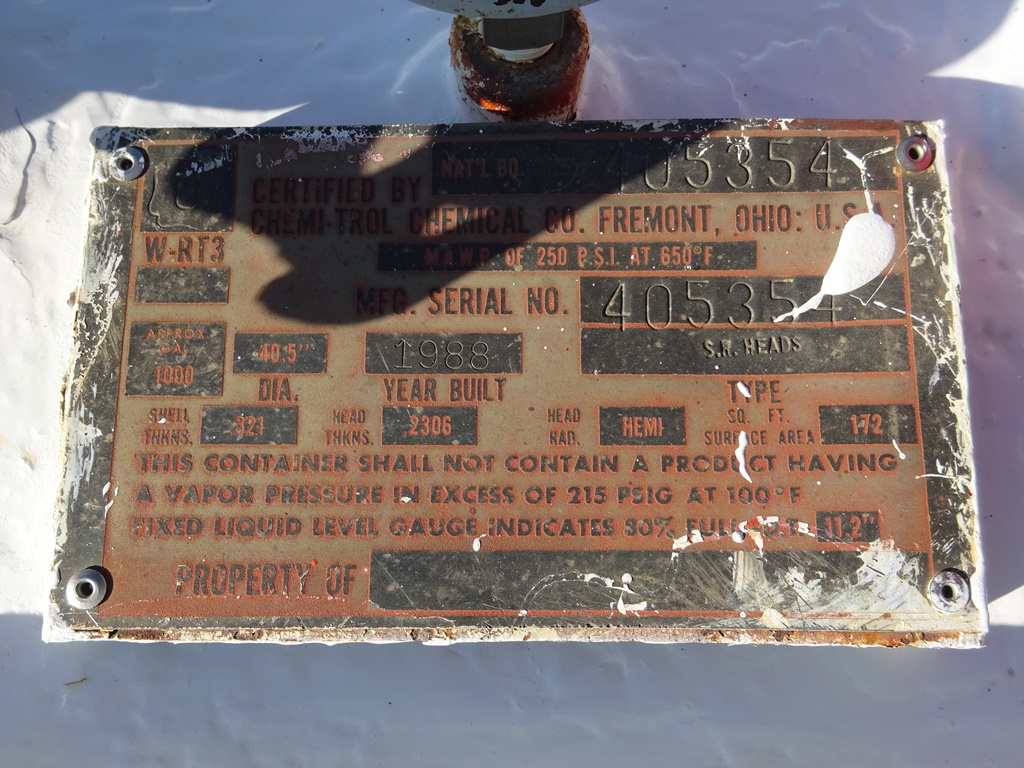 NAT'L BD. 405354
CERTIFIED BY
CHEMI-TROL CHEMICAL CO. FREMONT, OHIO: U.S.A.
W-RT3
M.A.W.P. OF 250 P.S.I. AT 650°F
MFG. SERIAL NO. 405354
S.R. HEADS
TYPE
APPROX
GAL
1000
40.5"
DIA.
1988
YEAR BUILT
SHELL
THKNS.
.321
HEAD
THKNS.
.2306
HEAD
RAD.
HEMI
SQ. FT.
SURFACE AREA
172
THIS CONTAINER SHALL NOT CONTAIN A PRODUCT HAVING
A VAPOR PRESSURE IN EXCESS OF 215 PSIG AT 100°F
FIXED LIQUID LEVEL GAUGE INDICATES 80% FULL D.T. 11.2"
PROPERTY OF